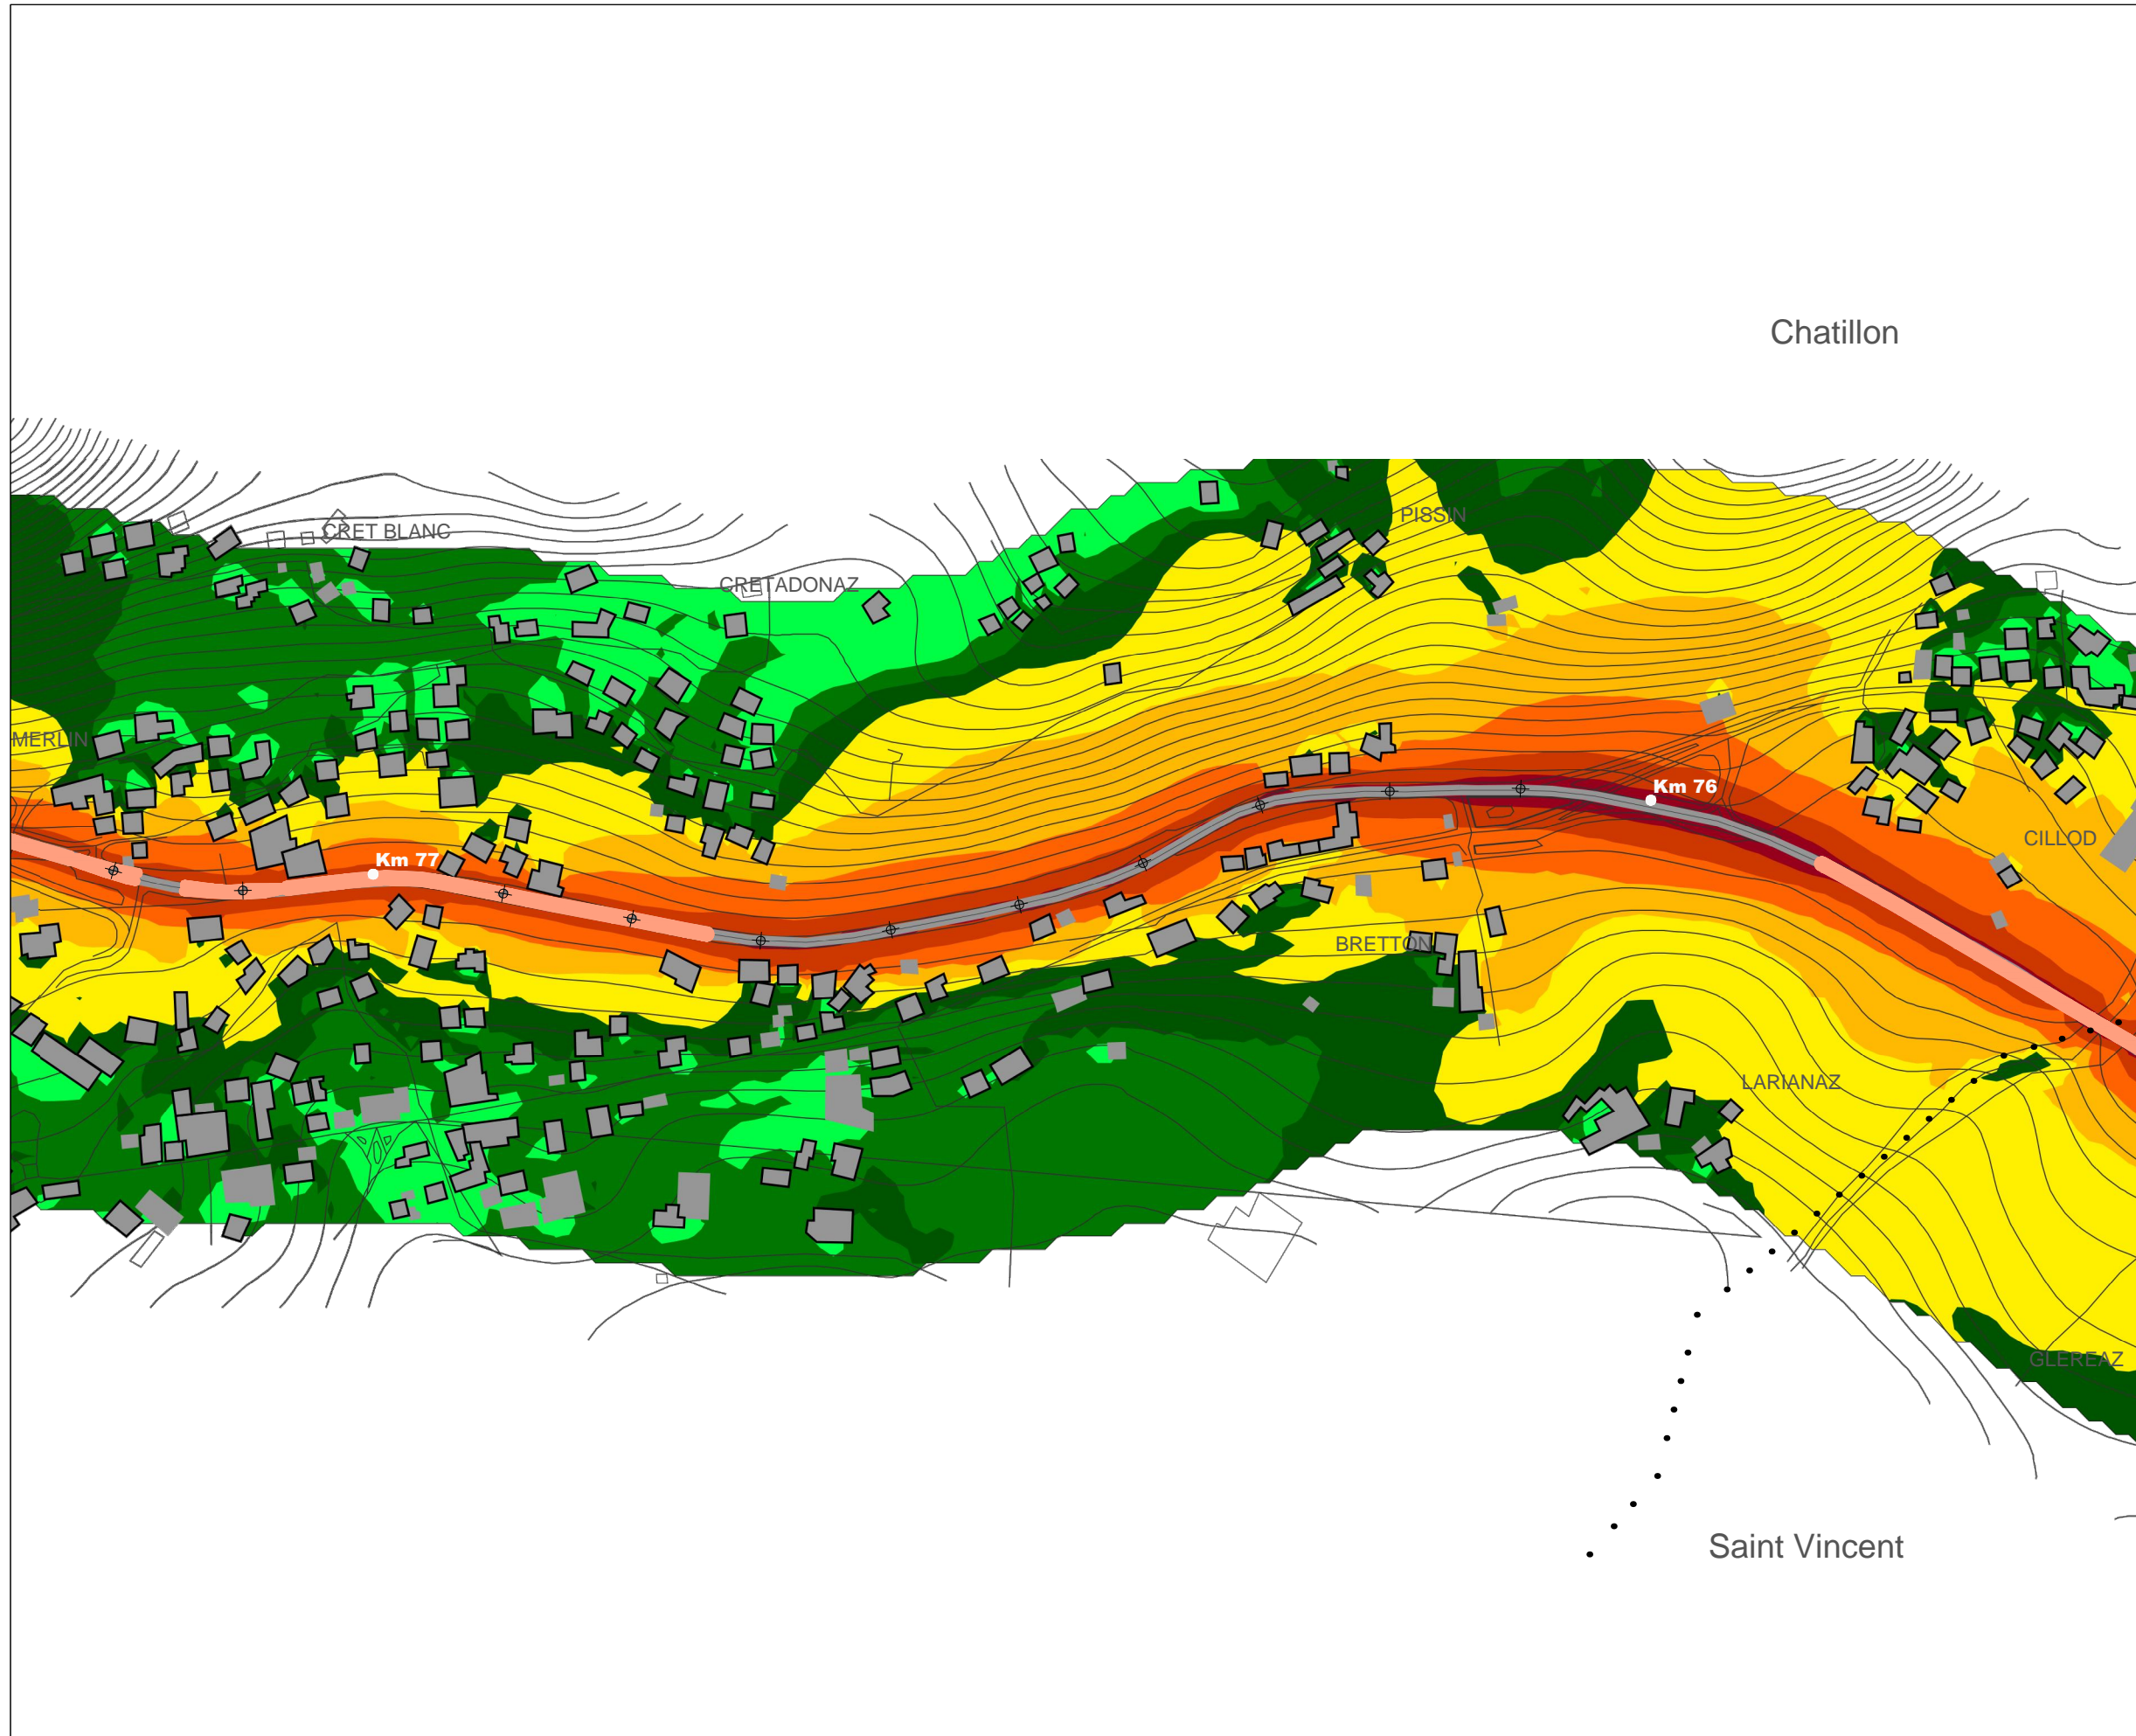 Chatillon
PISSIN
CRET BLANC
CRETADONAZ
MERLIN
Km 76
CILLOD
Km 77
BRETTON
LARIANAZ
GLEREAZ
Saint Vincent